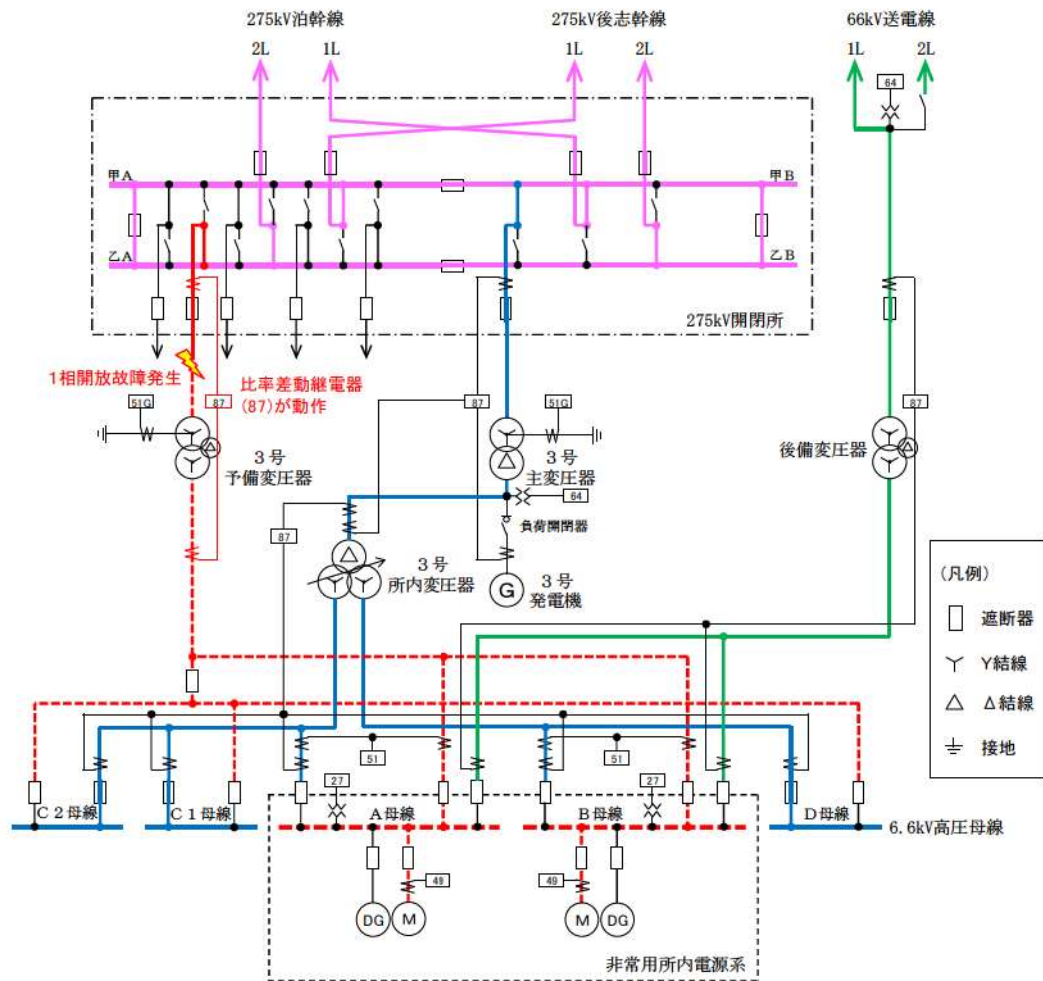 275kV泊幹線
275kV後志幹線
66kV送電線
2L
1L
1L
2L
1L
2L
64
甲A
甲B
乙A
乙B
275kV開閉所
1相開放故障発生
比率差動継電器
(87)が動作
51G
87
87
51G
87
3号
予備変圧器
3号
主変圧器
後備変圧器
64
87
負荷開閉器
3号
所内変圧器
G
3号
発電機
(凡例)
遮断器
Y結線
Δ結線
接地
51
51
27
27
C2母線
C1母線
A母線
B母線
D母線
6.6kV高圧母線
49
49
DG
M
M
DG
非常用所内電源系